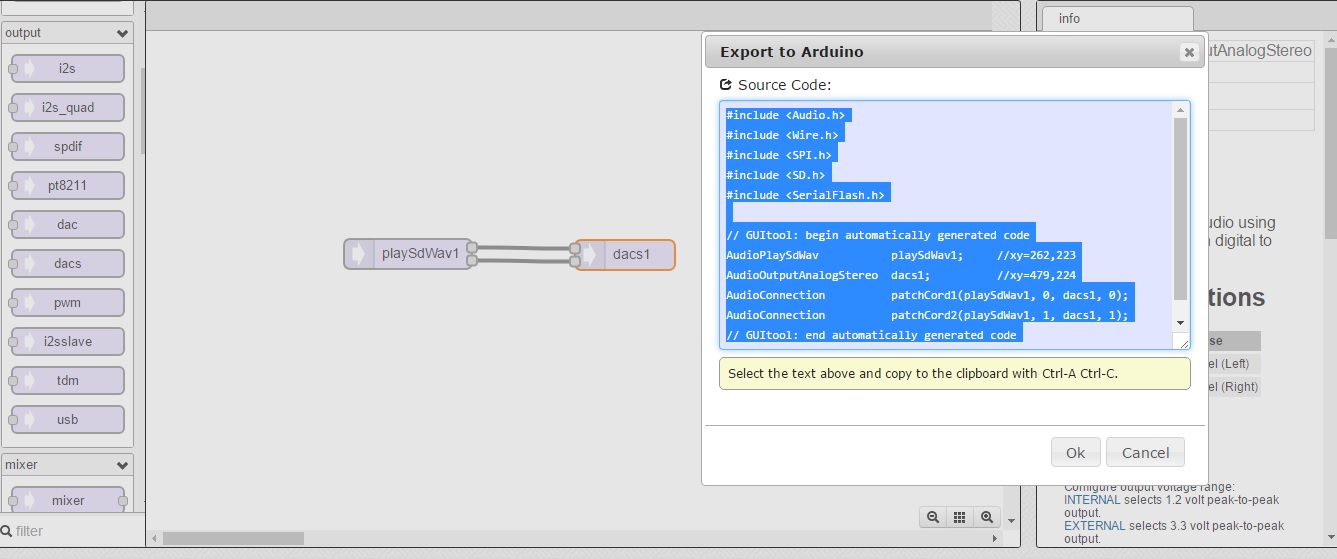 output
i2s
i2s_quad
spdif
pt8211
dac
dacs
pwm
i2sslave
tdm
usb
mixer
mixer
filter
playSdWav1
dacs1
Export to Arduino
Source Code:
#include <Audio.h>
#include <Wire.h>
#include <SPI.h>
#include <SD.h>
#include <SerialFlash.h>
// GUItool: begin automatically generated code
AudioPlaySdWav playSdWav1; //xy=262,223
AudioOutputAnalogStereo dacs1; //xy=479,224
AudioConnection patchCord1(playSdWav1, 0, dacs1, 0);
AudioConnection patchCord2(playSdWav1, 1, dacs1, 1);
// GUItool: end automatically generated code
Select the text above and copy to the clipboard with Ctrl-A Ctrl-C.
Ok Cancel
info
utAnalogStereo
udio using
digital to
tions
se
el (Left)
el (Right)
Configure output voltage range:
INTERNAL selects 1.2 volt peak-to-peak
output.
EXTERNAL selects 3.3 volt peak-to-peak
output.